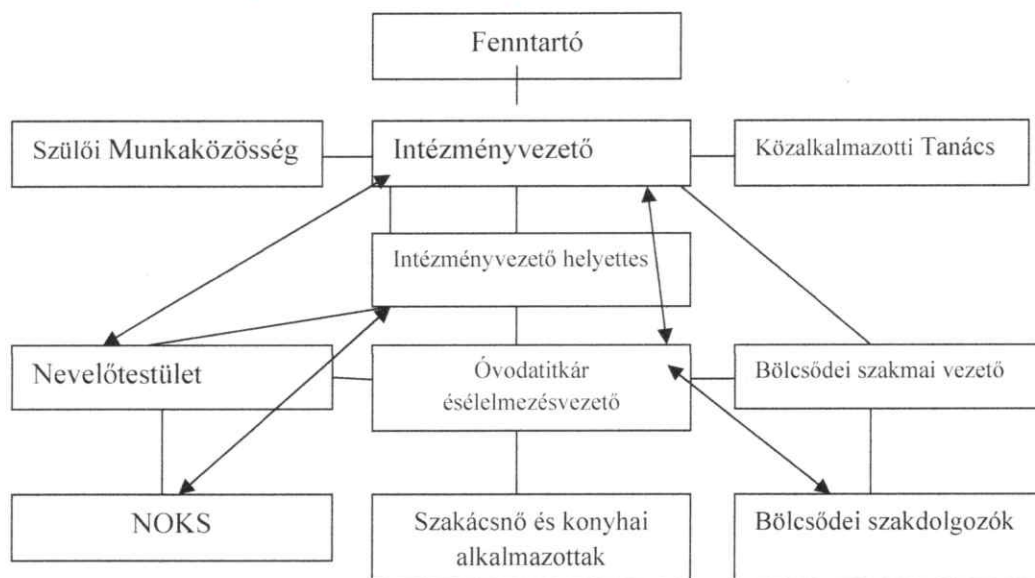 Fenntartó
Szülői Munkaközösség
Intézményvezető
Közalkalmazotti Tanács
Intézményvezető helyettes
Nevelőtestület
Óvodatitkár
ésélelmezésvezető
Bölcsődei szakmai vezető
NOKS
Szakácsnő és konyhai
alkalmazottak
Bölcsődei szakdolgozók